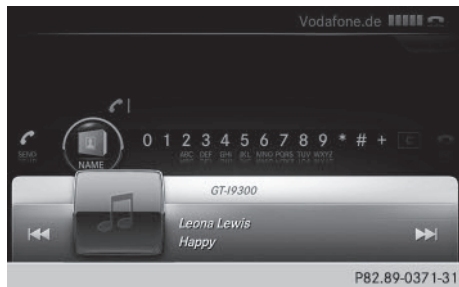 Vodafone.de
0 1 2 3 4 5 6 7 8 9 * # +
SEND NAME ABC DEF GHI JKL MNO PQRS TUV WXYZ
GT-I9300
Leona Lewis
Happy
P82.89-0371-31